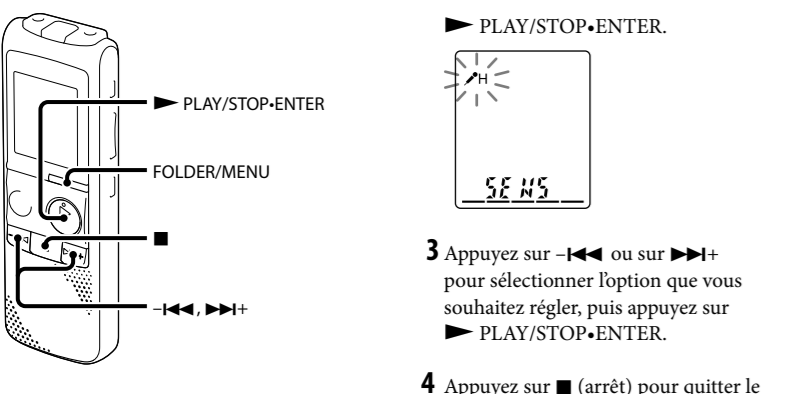 ► PLAY/STOP•ENTER
FOLDER/MENU
■
–I◄◄, ►►I+
► PLAY/STOP•ENTER.
H
SENS
3 Appuyez sur –I◄◄ ou sur ►►I+
pour sélectionner l’option que vous
souhaitez régler, puis appuyez sur
► PLAY/STOP•ENTER.
4 Appuyez sur ■ (arrêt) pour quitter le